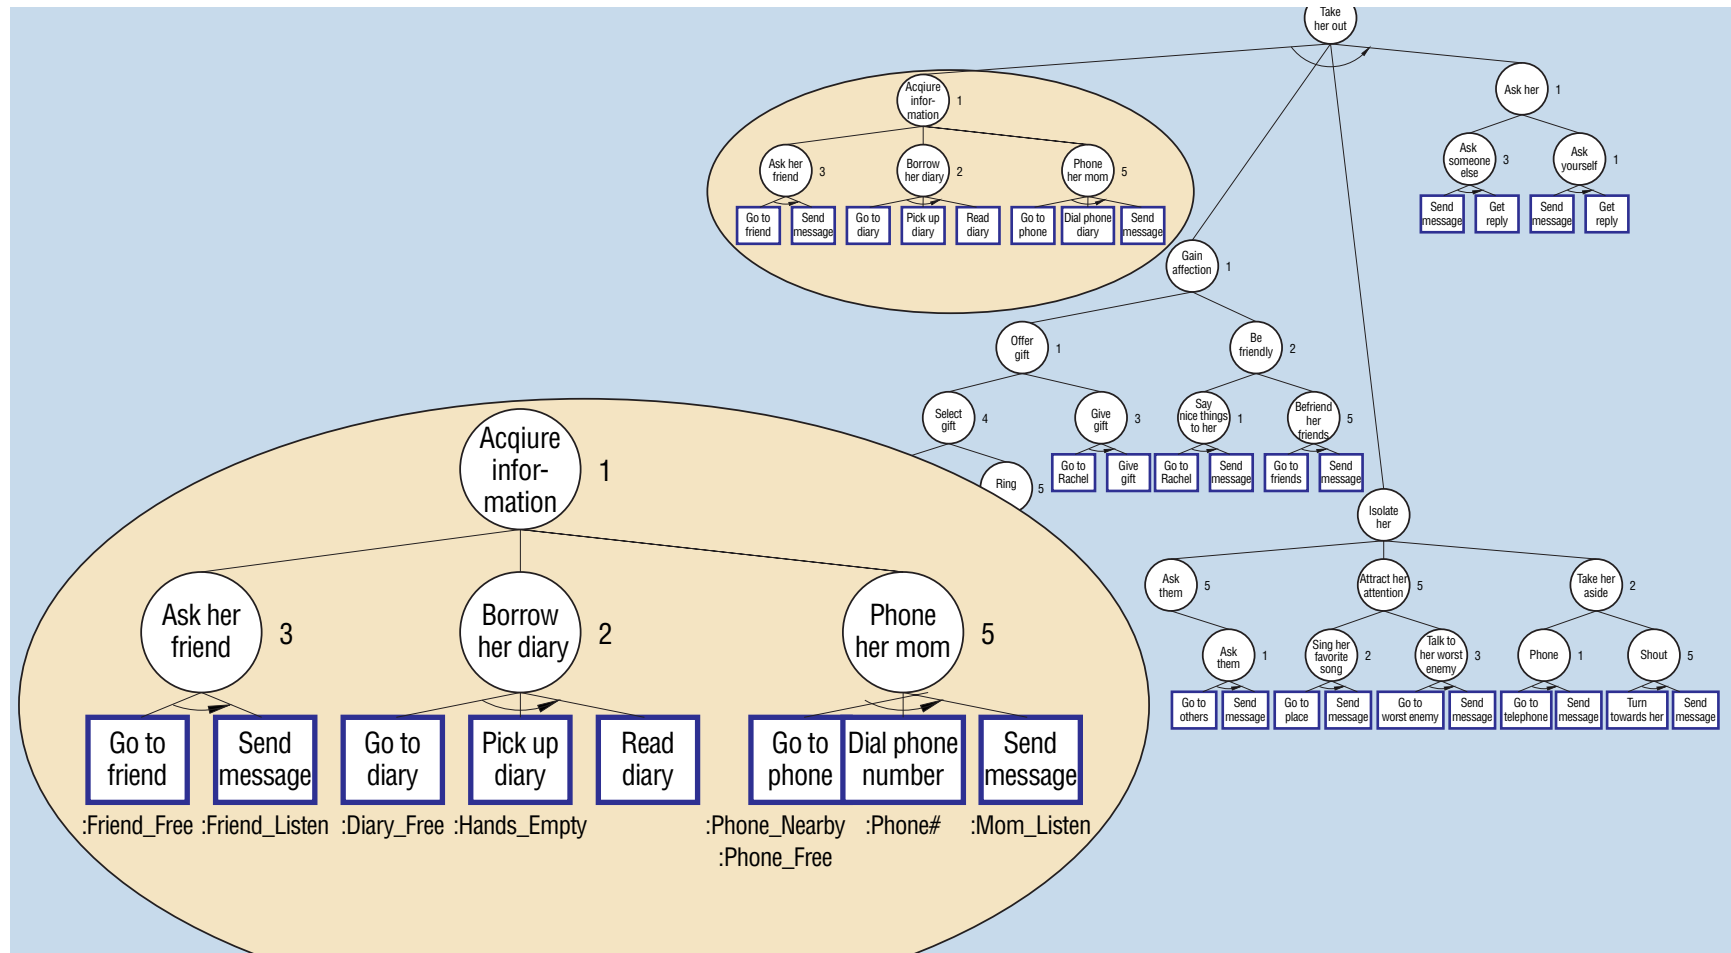 Take
her out
Acqiure
infor-
mation
1
Ask her
friend
3
Borrow
her diary
2
Phone
her mom
5
Go to
friend
Send
message
Go to
diary
Pick up
diary
Read
diary
Go to
phone
Dial phone
diary
Send
message
Ask her
1
Ask
someone
else
3
Ask
yourself
1
Send
message
Get
reply
Send
message
Get
reply
Gain
affection
1
Offer
gift
1
Be
friendly
2
Select
gift
4
Give
gift
3
Say
nice things
to her
1
Befriend
her
friends
5
Ring
5
Go to
Rachel
Give
gift
Go to
Rachel
Send
message
Go to
friends
Send
message
Isolate
her
Ask
them
5
Attract her
attention
5
Take her
aside
2
Ask
them
1
Sing her
favorite
song
2
Talk to
her worst
enemy
3
Phone
1
Shout
5
Go to
others
Send
message
Go to
place
Send
message
Go to
worst enemy
Send
message
Go to
telephone
Send
message
Turn
towards her
Send
message
Acqiure
infor-
mation
1
Ask her
friend
3
Borrow
her diary
2
Phone
her mom
5
Go to
friend
Send
message
Go to
diary
Pick up
diary
Read
diary
Go to
phone
Dial phone
number
Send
message
:Friend_Free
:Friend_Listen
:Diary_Free
:Hands_Empty
:Phone_Nearby
:Phone_Free
:Phone#
:Mom_Listen